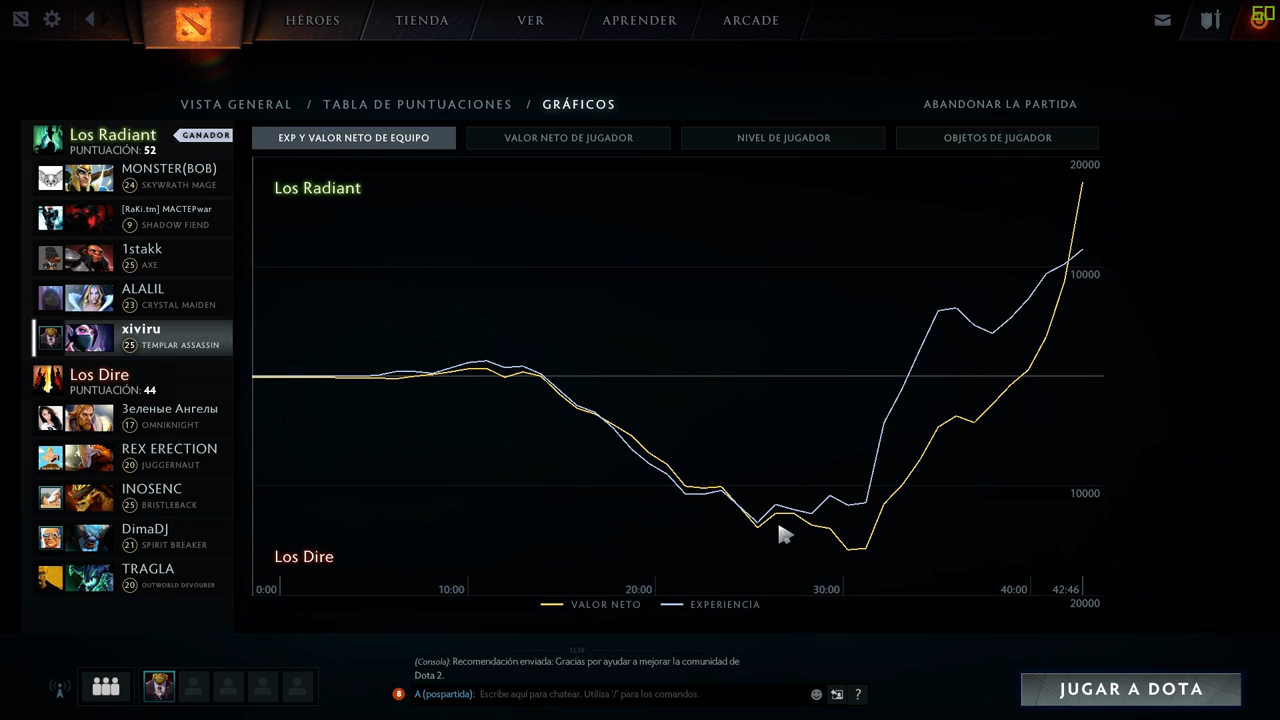 60
HÉROES
TIENDA
VER
APRENDER
ARCADE
VISTA GENERAL / TABLA DE PUNTUACIONES / GRÁFICOS
ABANDONAR LA PARTIDA
Los Radiant
GANADOR
PUNTUACIÓN: 52
MONSTER(BOB)
24 SKYWRATH MAGE
[RaKi.tm] МАСТЕРwar
9 SHADOW FIEND
1stakk
25 AXE
ALALIL
23 CRYSTAL MAIDEN
xiviru
25 TEMPLAR ASSASSIN
Los Dire
PUNTUACIÓN: 44
Зеленые Ангелы
17 OMNIKNIGHT
REX ERECTION
20 JUGGERNAUT
INOSENC
25 BRISTLEBACK
DimaDJ
21 SPIRIT BREAKER
TRAGLA
20 OUTWORLD DEVOURER
EXP Y VALOR NETO DE EQUIPO
VALOR NETO DE JUGADOR
NIVEL DE JUGADOR
OBJETOS DE JUGADOR
20000
Los Radiant
10000
10000
Los Dire
0:00 10:00 20:00 30:00 40:00 42:46
20000
VALOR NETO
EXPERIENCIA
11:19
(Consola): Recomendación enviada: Gracias por ayudar a mejorar la comunidad de
Dota 2.
8 A (pospartida): Escribe aquí para chatear. Utiliza '/' para los comandos.
?
JUGAR A DOTA